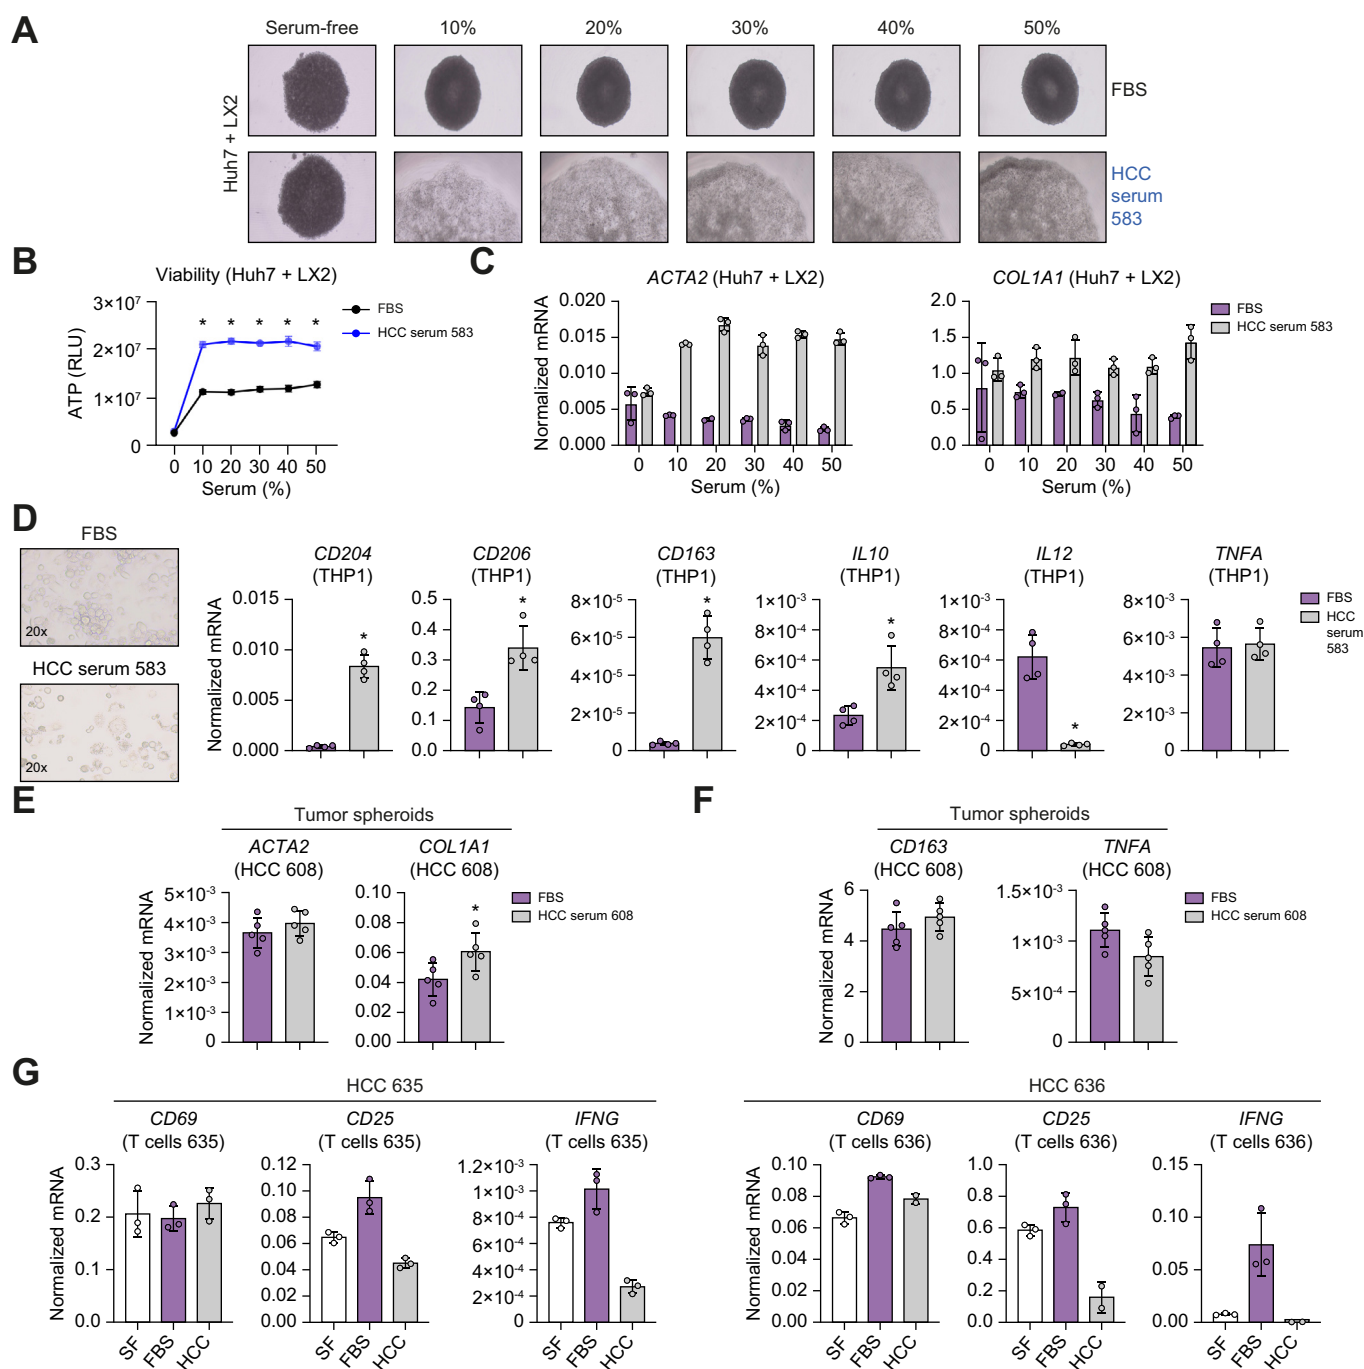 A
Serum-free 10% 20% 30% 40% 50%
Huh7 + LX2
FBS
HCC
serum
583
B
Viability (Huh7 + LX2)
3×10⁷
2×10⁷
1×10⁷
0
ATP (RLU)
* * * * *
FBS
HCC serum 583
0 10 20 30 40 50
Serum (%)
C
ACTA2 (Huh7 + LX2)
Normalized mRNA
0.020
0.015
0.010
0.005
0.000
0 10 20 30 40 50
Serum (%)
COL1A1 (Huh7 + LX2)
2.0
1.5
1.0
0.5
0.0
0 10 20 30 40 50
Serum (%)
FBS
HCC serum 583
D
FBS
20x
HCC serum 583
20x
CD204
(THP1)
Normalized mRNA
0.015
0.010
0.005
0.000
*
CD206
(THP1)
0.5
0.4
0.3
0.2
0.1
0.0
*
CD163
(THP1)
8×10⁻⁵
6×10⁻⁵
4×10⁻⁵
2×10⁻⁵
0
*
IL10
(THP1)
1×10⁻³
8×10⁻⁴
6×10⁻⁴
4×10⁻⁴
2×10⁻⁴
0
*
IL12
(THP1)
1×10⁻³
8×10⁻⁴
6×10⁻⁴
4×10⁻⁴
2×10⁻⁴
0
*
TNFA
(THP1)
8×10⁻³
6×10⁻³
4×10⁻³
2×10⁻³
0
FBS
HCC
serum
583
E
Tumor spheroids
ACTA2
(HCC 608)
Normalized mRNA
5×10⁻³
4×10⁻³
3×10⁻³
2×10⁻³
1×10⁻³
0
COL1A1
(HCC 608)
0.10
0.08
0.06
0.04
0.02
0.00
*
FBS
HCC serum 608
F
Tumor spheroids
CD163
(HCC 608)
Normalized mRNA
6
4
2
0
TNFA
(HCC 608)
1.5×10⁻³
1×10⁻³
5×10⁻⁴
0
FBS
HCC serum 608
G
HCC 635
CD69
(T cells 635)
Normalized mRNA
0.3
0.2
0.1
0.0
SF FBS HCC
CD25
(T cells 635)
0.12
0.10
0.08
0.06
0.04
0.02
0.00
SF FBS HCC
IFNG
(T cells 635)
1.2×10⁻³
1×10⁻³
8×10⁻⁴
6×10⁻⁴
4×10⁻⁴
2×10⁻⁴
SF FBS HCC
HCC 636
CD69
(T cells 636)
Normalized mRNA
0.10
0.08
0.06
0.04
0.02
0.00
SF FBS HCC
CD25
(T cells 636)
1.0
0.8
0.6
0.4
0.2
0.0
SF FBS HCC
IFNG
(T cells 636)
0.15
0.10
0.05
0.00
SF FBS HCC